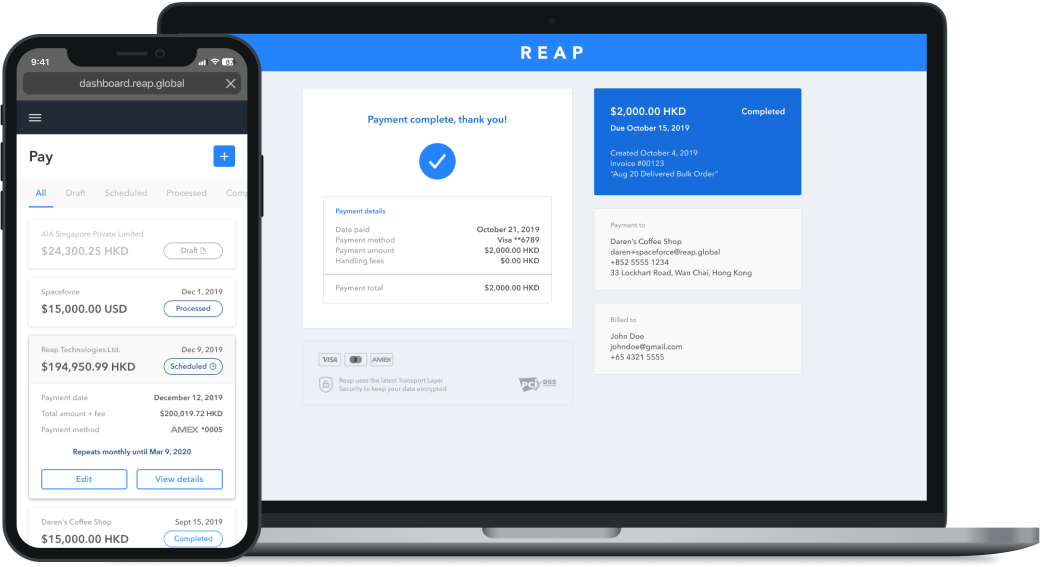 9:41
dashboard.reap.global
Pay
+
All Draft Scheduled Processed
AIA Singapore Private Limited
$24,300.25 HKD Draft
Spaceforce Dec 1, 2019
$15,000.00 USD Processed
Reap Technologies Ltd. Dec 9, 2019
$194,950.99 HKD Scheduled
Payment date December 12, 2019
Total amount + fee $200,019.72 HKD
Payment method AMEX *0005
Repeats monthly until Mar 9, 2020
Edit View details
Daren's Coffee Shop Sept 15, 2019
$15,000.00 HKD Completed
REAP
Payment complete, thank you!
Payment details
Date paid October 21, 2019
Payment method Visa **6789
Payment amount $2,000.00 HKD
Handling fees $0.00 HKD
Payment total $2,000.00 HKD
VISA AMEX
Reap uses the latest Transport Layer
Security to keep your data encrypted
PCI DSS
$2,000.00 HKD Completed
Due October 15, 2019
Created October 4, 2019
Invoice #00123
"Aug 20 Delivered Bulk Order"
Payment to
Daren's Coffee Shop
daren+spaceforce@reap.global
+852 5555 1234
33 Lockhart Road, Wan Chai, Hong Kong
Billed to
John Doe
johndoe@gmail.com
+65 4321 5555